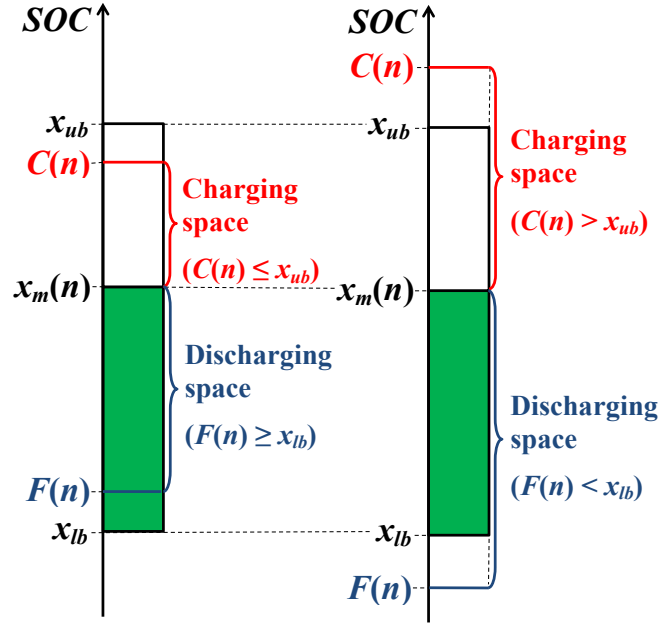 SOC
x_ub
C(n)
Charging
space
(C(n) ≤ x_ub)
x_m(n)
Discharging
space
(F(n) ≥ x_lb)
F(n)
x_lb
SOC
C(n)
x_ub
Charging
space
(C(n) > x_ub)
x_m(n)
Discharging
space
(F(n) < x_lb)
x_lb
F(n)